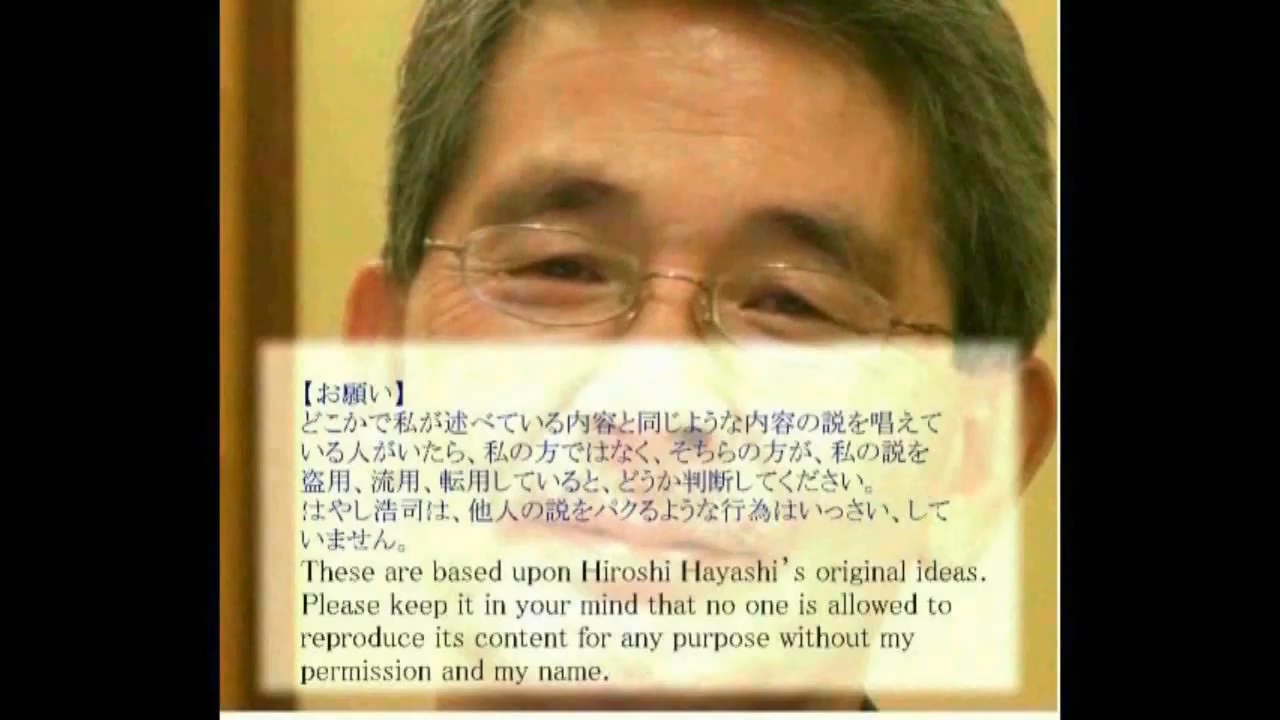 【お願い】
どこかで私が述べている内容と同じような内容の説を唱えて
いる人がいたら、私の方ではなく、そちらの方が、私の説を
盗用、流用、転用していると、どうか判断してください。
はやし浩司は、他人の説をパクるような行為はいっさい、して
いません。
These are based upon Hiroshi Hayashi’s original ideas.
Please keep it in your mind that no one is allowed to
reproduce its content for any purpose without my
permission and my name.